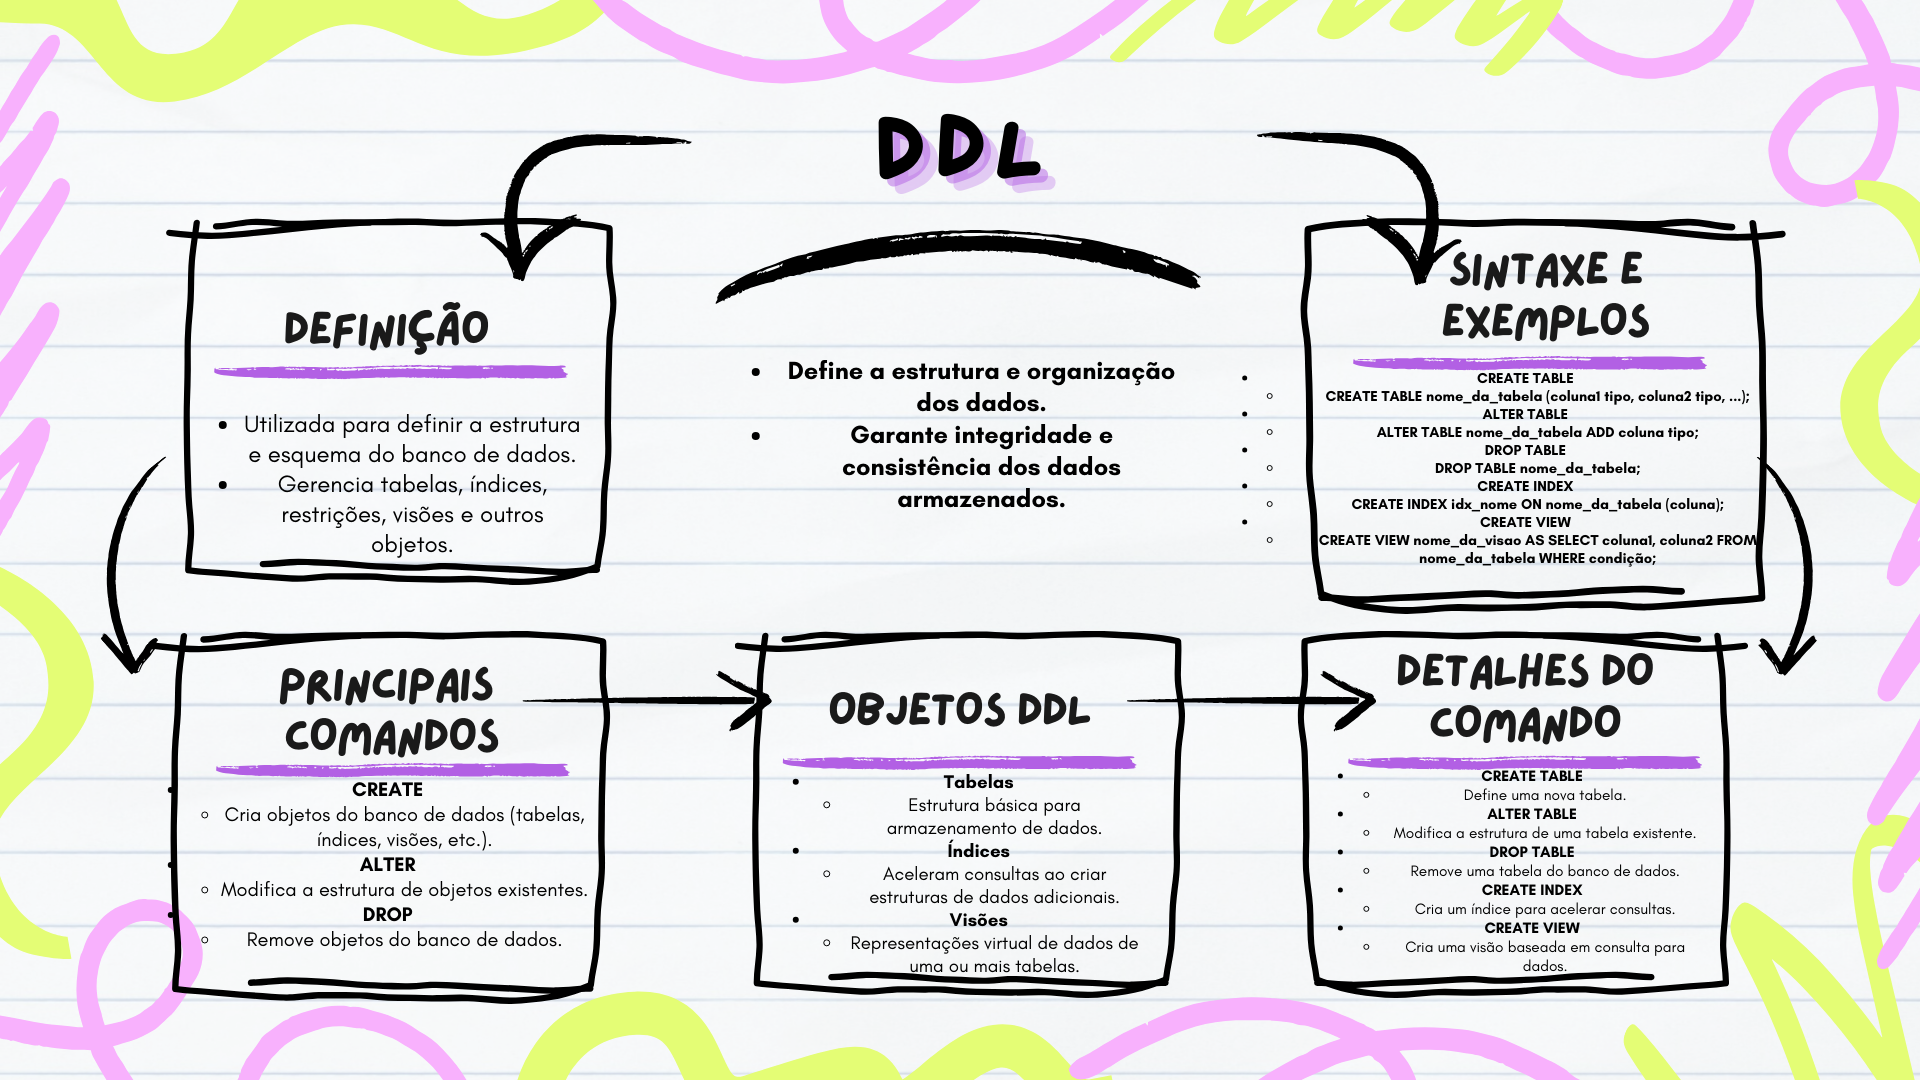 DDL
DEFINIÇÃO
• Utilizada para definir a estrutura
e esquema do banco de dados.
• Gerencia tabelas, índices,
restrições, visões e outros
objetos.
• Define a estrutura e organização
dos dados.
• Garante integridade e
consistência dos dados
armazenados.
SINTAXE E
EXEMPLOS
• CREATE TABLE
◦ CREATE TABLE nome_da_tabela (coluna1 tipo, coluna2 tipo, ...);
• ALTER TABLE
◦ ALTER TABLE nome_da_tabela ADD coluna tipo;
• DROP TABLE
◦ DROP TABLE nome_da_tabela;
• CREATE INDEX
◦ CREATE INDEX idx_nome ON nome_da_tabela (coluna);
• CREATE VIEW
◦ CREATE VIEW nome_da_visao AS SELECT coluna1, coluna2 FROM
nome_da_tabela WHERE condição;
PRINCIPAIS
COMANDOS
• CREATE
◦ Cria objetos do banco de dados (tabelas,
índices, visões, etc.).
• ALTER
◦ Modifica a estrutura de objetos existentes.
• DROP
◦ Remove objetos do banco de dados.
OBJETOS DDL
• Tabelas
◦ Estrutura básica para
armazenamento de dados.
• Índices
◦ Aceleram consultas ao criar
estruturas de dados adicionais.
• Visões
◦ Representações virtual de dados de
uma ou mais tabelas.
DETALHES DO
COMANDO
• CREATE TABLE
◦ Define uma nova tabela.
• ALTER TABLE
◦ Modifica a estrutura de uma tabela existente.
• DROP TABLE
◦ Remove uma tabela do banco de dados.
• CREATE INDEX
◦ Cria um índice para acelerar consultas.
• CREATE VIEW
◦ Cria uma visão baseada em consulta para
dados.